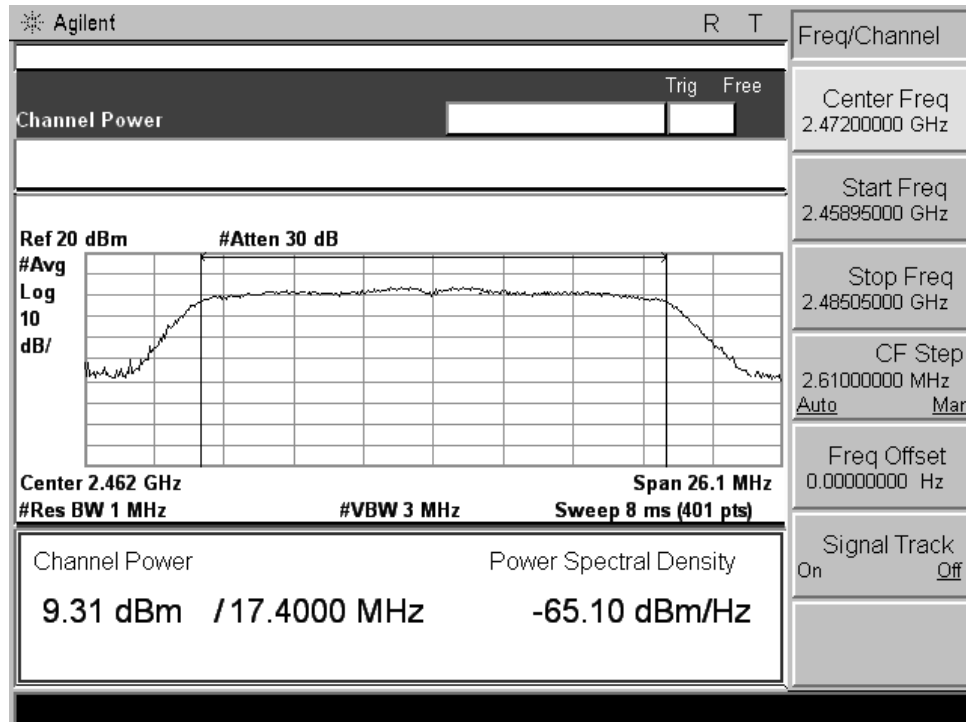 Agilent R T
Freq/Channel
Trig Free
Channel Power
Center Freq
2.47200000 GHz
Start Freq
2.45895000 GHz
Ref 20 dBm #Atten 30 dB
#Avg
Log
10
dB/
Stop Freq
2.48505000 GHz
CF Step
2.61000000 MHz
Auto Mar
Freq Offset
0.00000000 Hz
Center 2.462 GHz Span 26.1 MHz
#Res BW 1 MHz #VBW 3 MHz Sweep 8 ms (401 pts)
Signal Track
On Off
Channel Power Power Spectral Density
9.31 dBm /17.4000 MHz -65.10 dBm/Hz